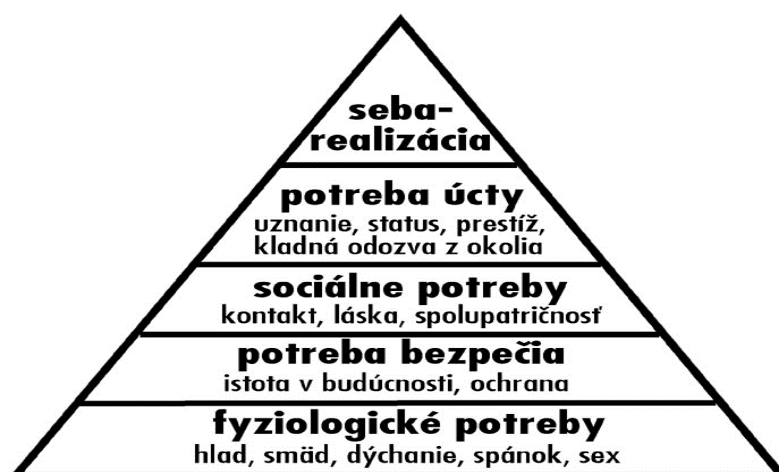 seba-
realizácia
potreba úcty
uznanie, status, prestíž,
kladná odozva z okolia
sociálne potreby
kontakt, láska, spolupatričnosť
potreba bezpečia
istota v budúcnosti, ochrana
fyziologické potreby
hlad, smäd, dýchanie, spánok, sex